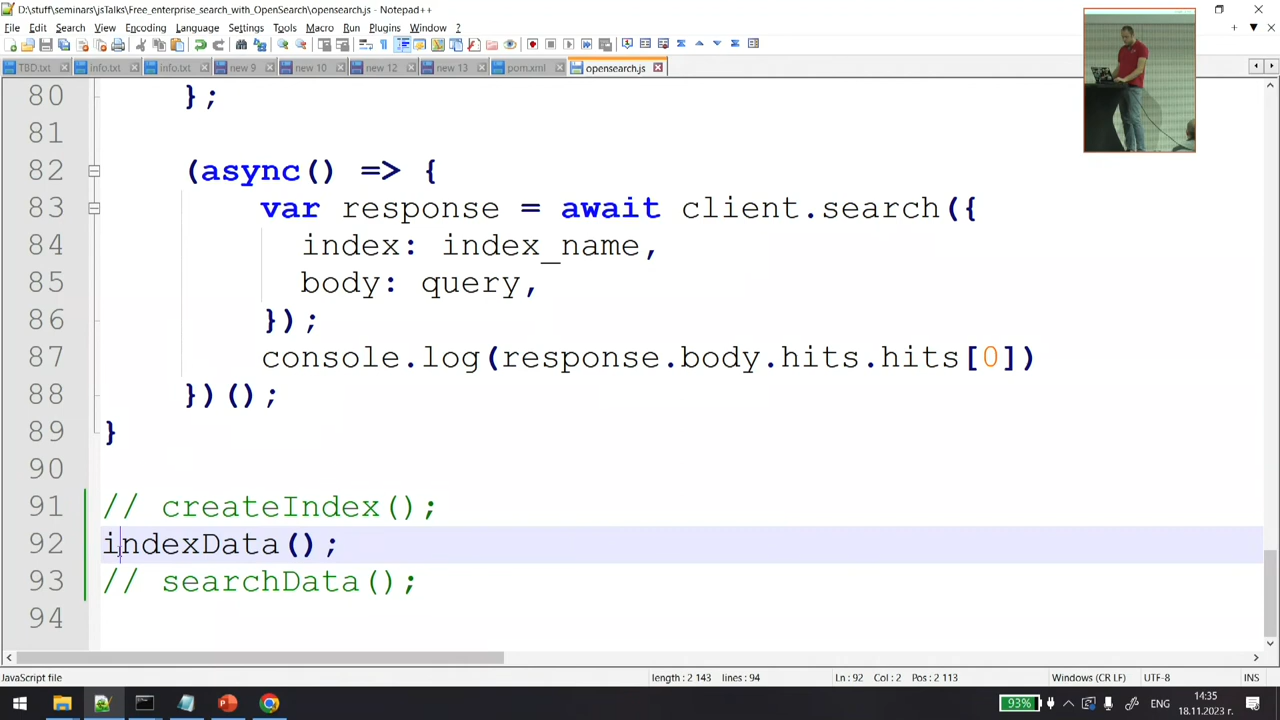 D:\stuff\seminars\jsTalks\Free_enterprise_search_with_OpenSearch\opensearch.js - Notepad++
File Edit Search View Encoding Language Settings Tools Macro Run Plugins Window ?
TBD.txt info.txt info.txt new 9 new 10 new 12 new 13 pom.xml opensearch.js
80 };
81
82 (async() => {
83 var response = await client.search({
84 index: index_name,
85 body: query,
86 });
87 console.log(response.body.hits.hits[0])
88 })();
89 }
90
91 // createIndex();
92 indexData();
93 // searchData();
94
JavaScript file length : 2 143 lines : 94 Ln : 92 Col : 2 Pos : 2 113 Windows (CR LF) UTF-8 INS
93% ENG 14:35
18.11.2023 г.